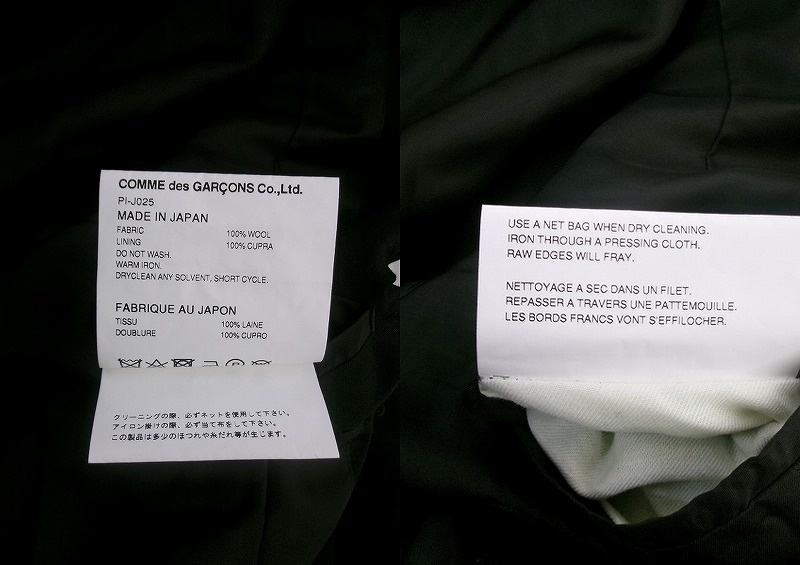 COMME des GARÇONS Co.,Ltd.
PI-J025
MADE IN JAPAN
FABRIC 100% WOOL
LINING 100% CUPRA
DO NOT WASH.
WARM IRON.
DRYCLEAN ANY SOLVENT, SHORT CYCLE.
FABRIQUE AU JAPON
TISSU 100% LAINE
DOUBLURE 100% CUPRO
クリーニングの際、必ずネットを使用して下さい。
アイロン掛けの際、必ず当て布をして下さい。
この製品は多少のほつれや糸だれ等が生じます。
USE A NET BAG WHEN DRY CLEANING.
IRON THROUGH A PRESSING CLOTH.
RAW EDGES WILL FRAY.
NETTOYAGE A SEC DANS UN FILET.
REPASSER A TRAVERS UNE PATTEMOUILLE.
LES BORDS FRANCS VONT S'EFFILOCHER.